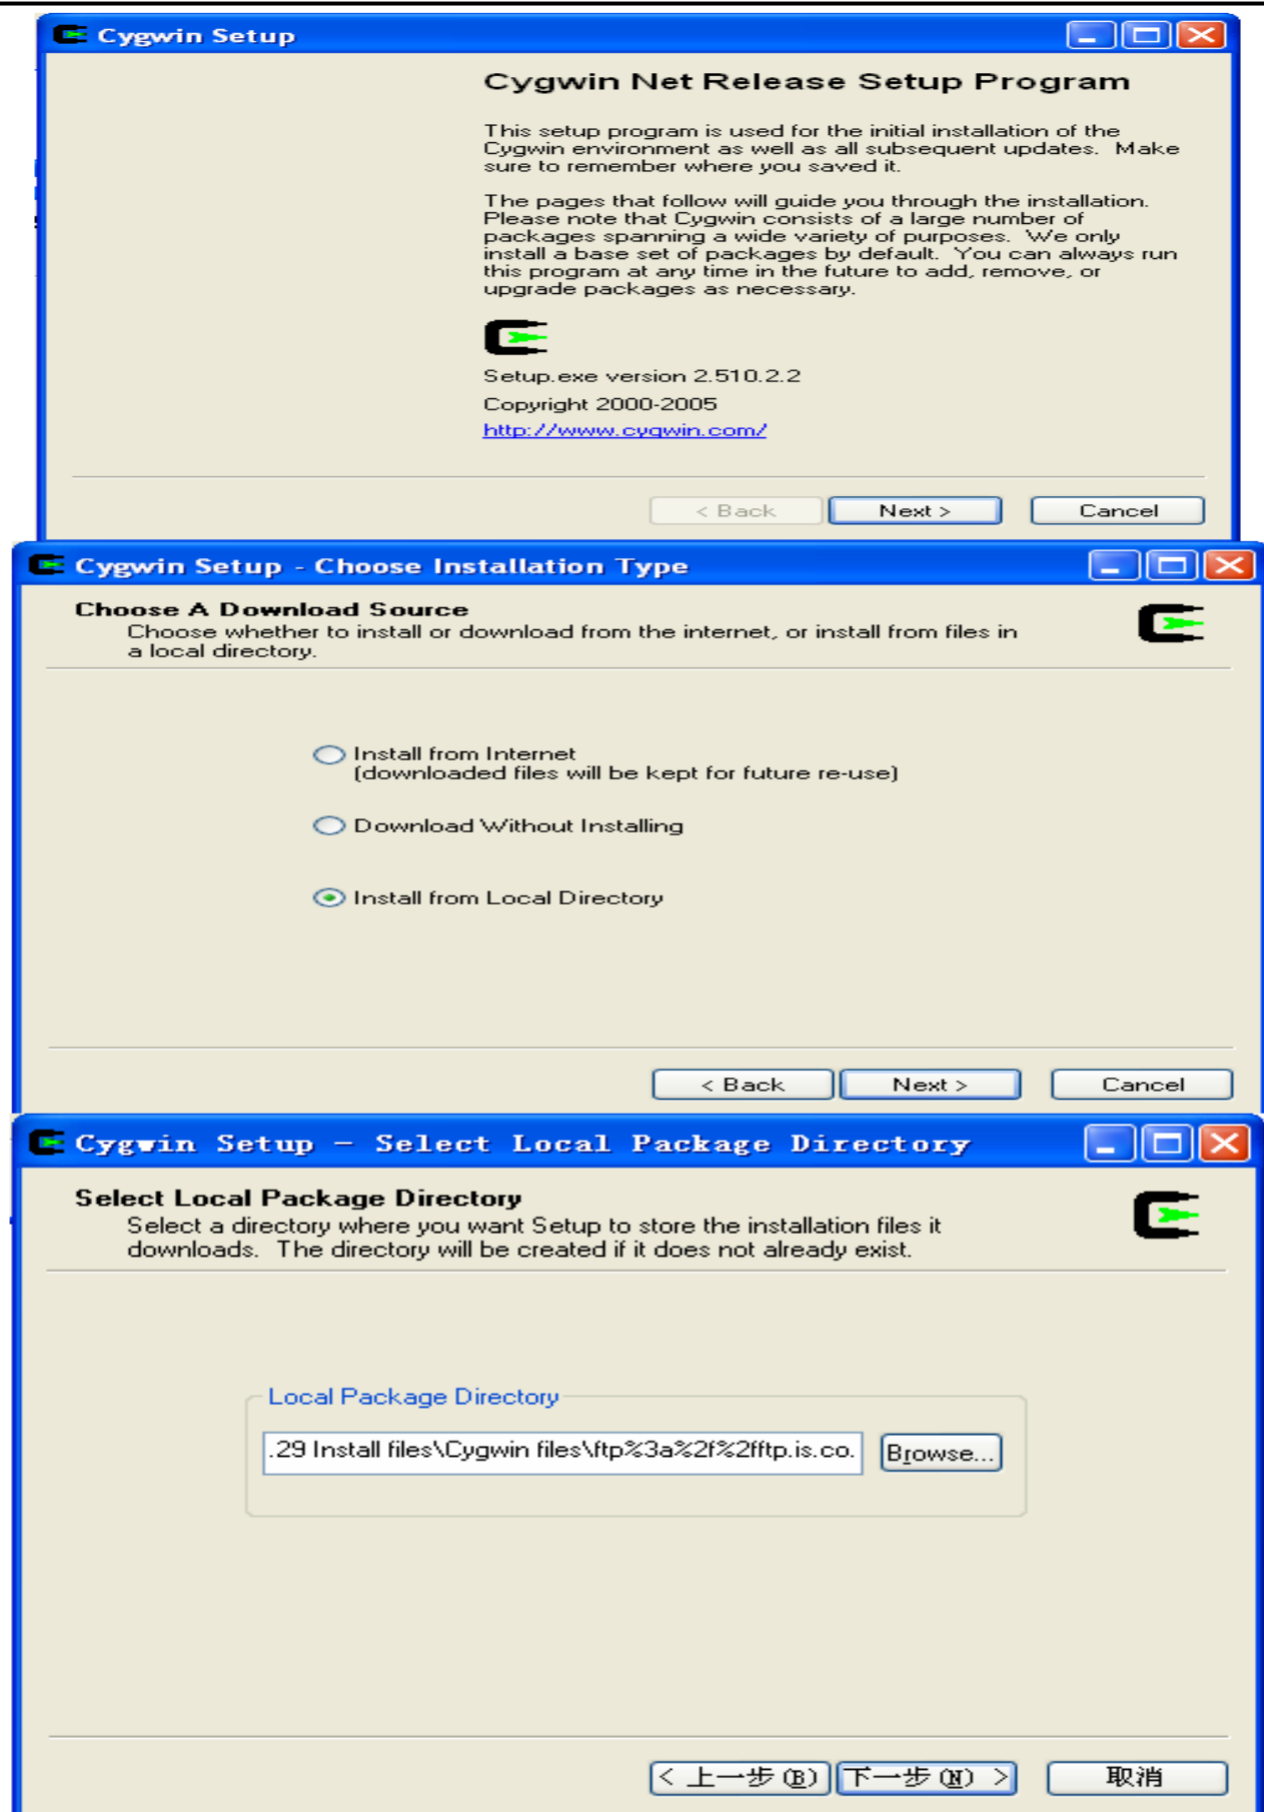 Cygwin Setup
Cygwin Net Release Setup Program
This setup program is used for the initial installation of the
Cygwin environment as well as all subsequent updates.  Make
sure to remember where you saved it.
The pages that follow will guide you through the installation.
Please note that Cygwin consists of a large number of
packages spanning a wide variety of purposes.  We only
install a base set of packages by default.  You can always run
this program at any time in the future to add, remove, or
upgrade packages as necessary.
Setup.exe version 2.510.2.2
Copyright 2000-2005
http://www.cygwin.com/
< Back Next > Cancel
Cygwin Setup - Choose Installation Type
Choose A Download Source
Choose whether to install or download from the internet, or install from files in
a local directory.
Install from Internet
(downloaded files will be kept for future re-use)
Download Without Installing
Install from Local Directory
< Back Next > Cancel
Cygwin Setup - Select Local Package Directory
Select Local Package Directory
Select a directory where you want Setup to store the installation files it
downloads.  The directory will be created if it does not already exist.
Local Package Directory
.29 Install files\Cygwin files\ftp%3a%2f%2fftp.is.co. Browse...
< 上一步(B) 下一步(N) > 取消